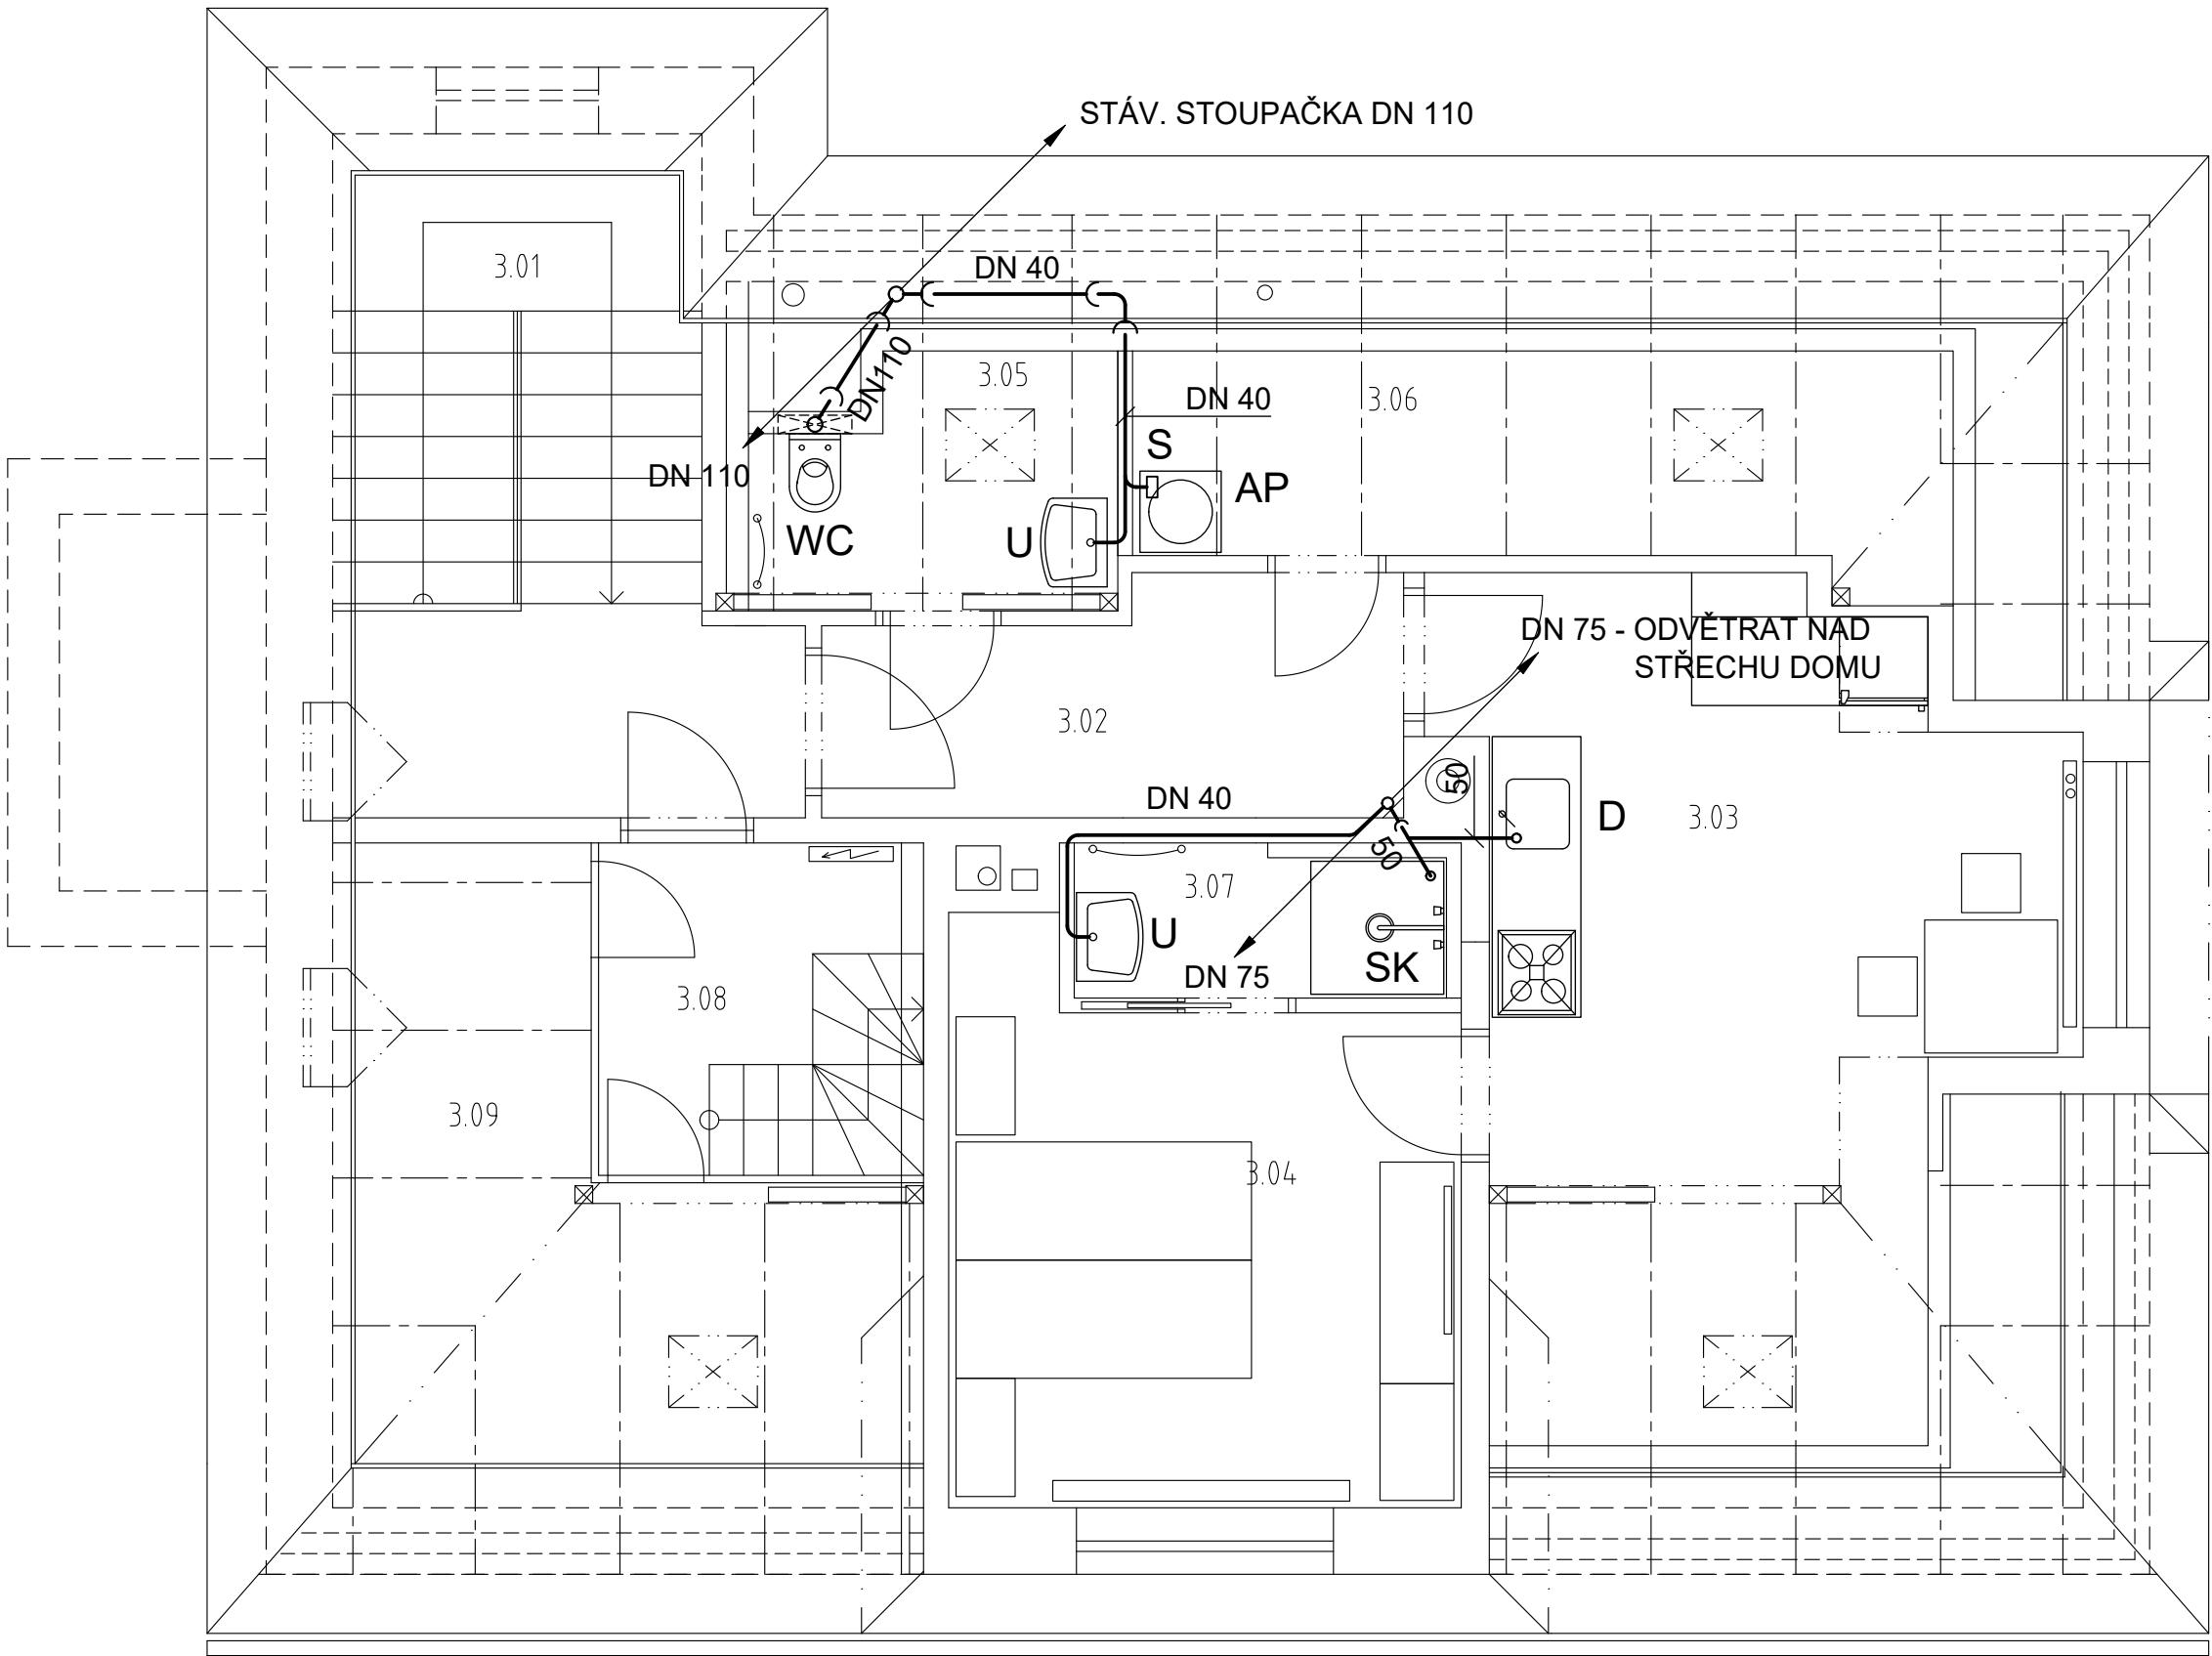 STÁV. STOUPAČKA DN 110
3.01
DN 40
DN110
3.05
DN 40
3.06
S
DN 110
AP
WC
U
DN 75 - ODVĚTRAT NAD
STŘECHU DOMU
3.02
50
DN 40
D
3.03
50
3.07
U
SK
DN 75
3.08
3.09
3.04